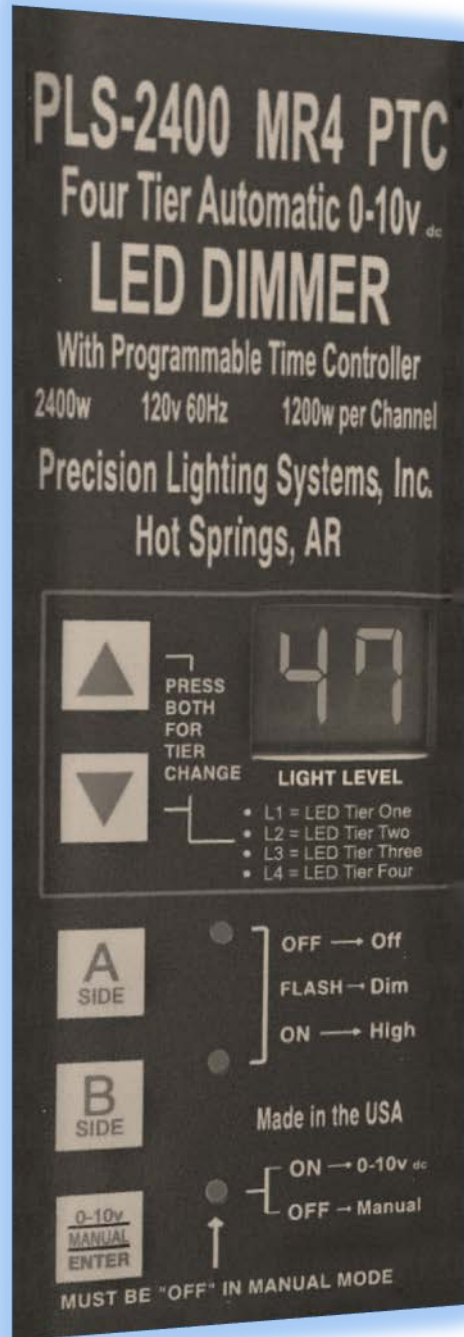 PLS-2400 MR4 PTC
Four Tier Automatic 0-10v dc
LED DIMMER
With Programmable Time Controller
2400w 120v 60Hz 1200w per Channel
Precision Lighting Systems, Inc.
Hot Springs, AR
47
PRESS
BOTH
FOR
TIER
CHANGE
LIGHT LEVEL
• L1 = LED Tier One
• L2 = LED Tier Two
• L3 = LED Tier Three
• L4 = LED Tier Four
A
SIDE
OFF → Off
FLASH → Dim
ON → High
B
SIDE
Made in the USA
ON → 0-10v dc
OFF → Manual
0-10v
MANUAL
ENTER
MUST BE "OFF" IN MANUAL MODE